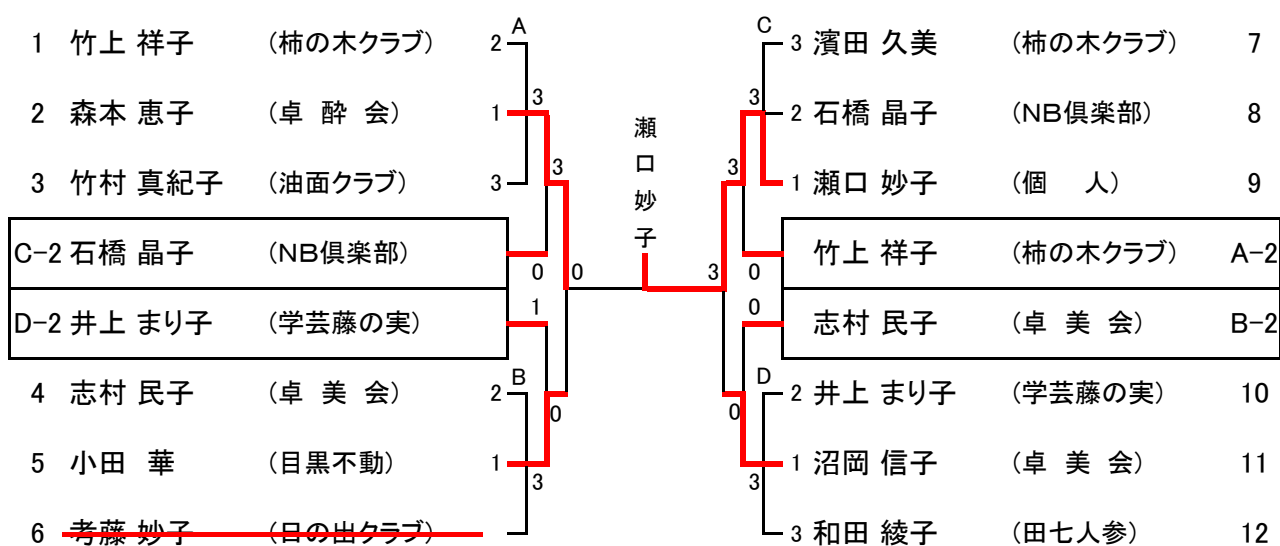 A C
1 竹上 祥子 (柿の木クラブ) 2 3 濱田 久美 (柿の木クラブ) 7
3 3
2 森本 恵子 (卓 酔 会) 1 2 石橋 晶子 (NB倶楽部) 8
瀬口妙子
3 3
3 竹村 真紀子 (油面クラブ) 3 1 瀬口 妙子 (個 人) 9
C-2 石橋 晶子 (NB倶楽部) 竹上 祥子 (柿の木クラブ) A-2
0 0 3 0
1 0
D-2 井上 まり子 (学芸藤の実) 志村 民子 (卓 美 会) B-2
B D
4 志村 民子 (卓 美 会) 2 2 井上 まり子 (学芸藤の実) 10
0 0
5 小田 華 (目黒不動) 1 1 沼岡 信子 (卓 美 会) 11
3 3
6 考藤 妙子 (日の出クラブ) 3 和田 綾子 (田七人参) 12